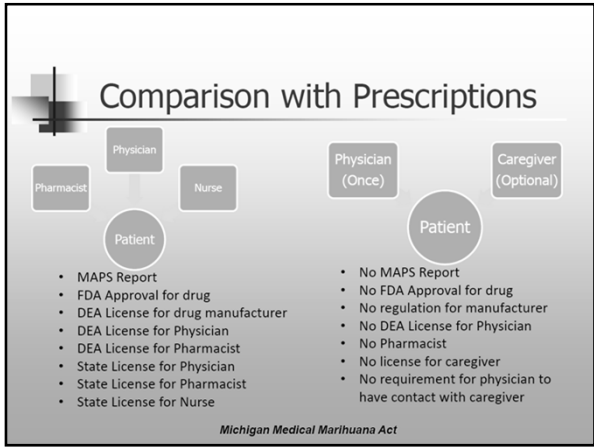 Comparison with Prescriptions
Physician
Pharmacist
Nurse
Patient
• MAPS Report
• FDA Approval for drug
• DEA License for drug manufacturer
• DEA License for Physician
• DEA License for Pharmacist
• State License for Physician
• State License for Pharmacist
• State License for Nurse
Physician
(Once)
Caregiver
(Optional)
Patient
• No MAPS Report
• No FDA Approval for drug
• No regulation for manufacturer
• No DEA License for Physician
• No Pharmacist
• No license for caregiver
• No requirement for physician to
have contact with caregiver
Michigan Medical Marihuana Act